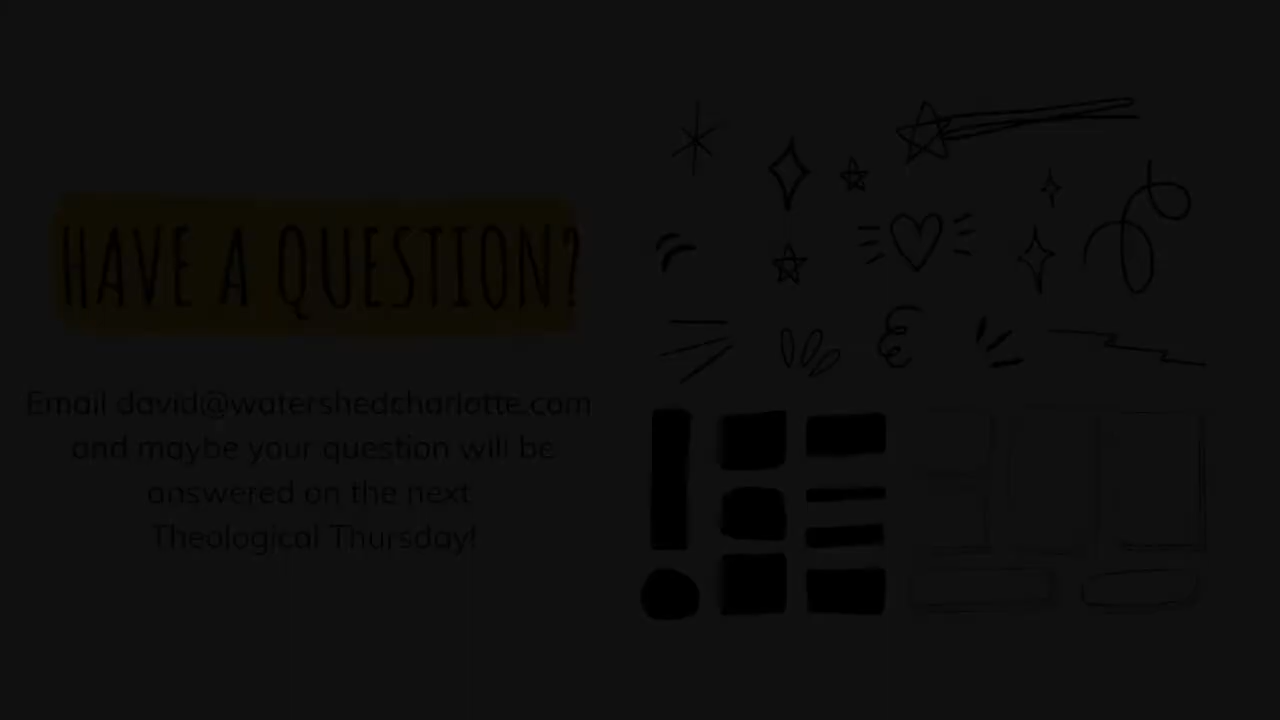 HAVE A QUESTION?
Email david@watershedcharlotte.com
and maybe your question will be
answered on the next
Theological Thursday!